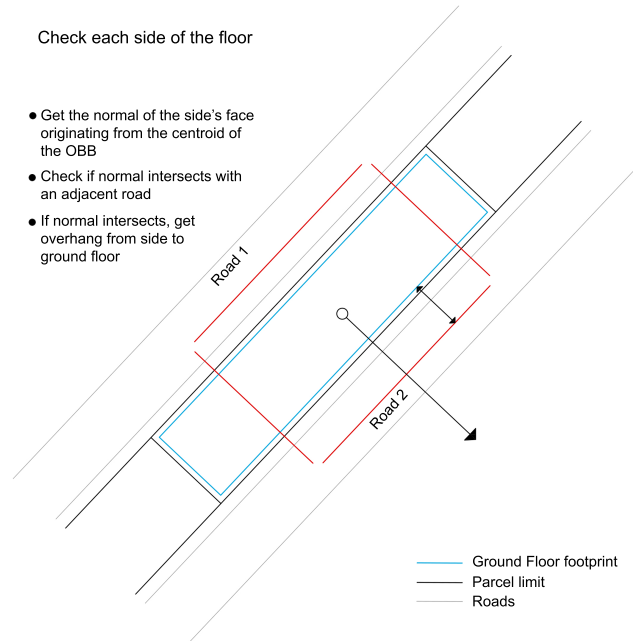 Check each side of the floor
● Get the normal of the side's face
originating from the centroid of
the OBB
● Check if normal intersects with
an adjacent road
● If normal intersects, get
overhang from side to
ground floor
Road 1
Road 2
Ground Floor footprint
Parcel limit
Roads